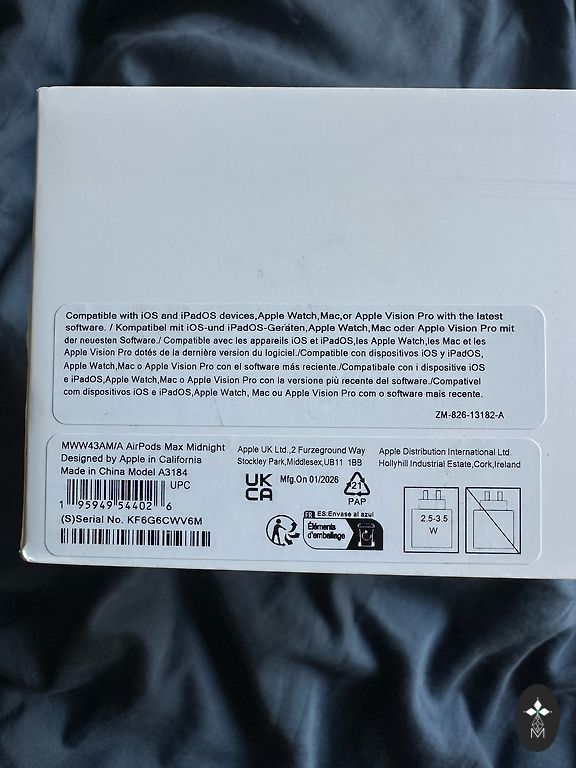 Compatible with iOS and iPadOS devices,Apple Watch,Mac,or Apple Vision Pro with the latest
software. / Kompatibel mit iOS-und iPadOS-Geräten,Apple Watch,Mac oder Apple Vision Pro mit
der neuesten Software./ Compatible avec les appareils iOS et iPadOS,les Apple Watch,les Mac et les
Apple Vision Pro dotés de la dernière version du logiciel./Compatible con dispositivos iOS y iPadOS,
Apple Watch,Mac o Apple Vision Pro con el software más reciente./Compatibale con i dispositive iOS
e iPadOS,Apple Watch,Mac o Apple Vision Pro con la versione più recente del software./Compativel
com dispositivos iOS e iPadOS,Apple Watch, Mac ou Apple Vision Pro com o software mais recente.
ZM-826-13182-A
MWW43AM/A AirPods Max Midnight
Designed by Apple in California
Made in China Model A3184
UPC
1 95949 54402 6
(S)Serial No. KF6G6CWV6M
Apple UK Ltd.,2 Furzeground Way
Stockley Park,Middlesex,UB11 1BB
UK
CA
Mfg.On 01/2026
21
PAP
FR ES:Envase al azul
Éléments
d'emballage
Apple Distribution International Ltd.
Hollyhill Industrial Estate,Cork,Ireland
2.5-3.5
W
M